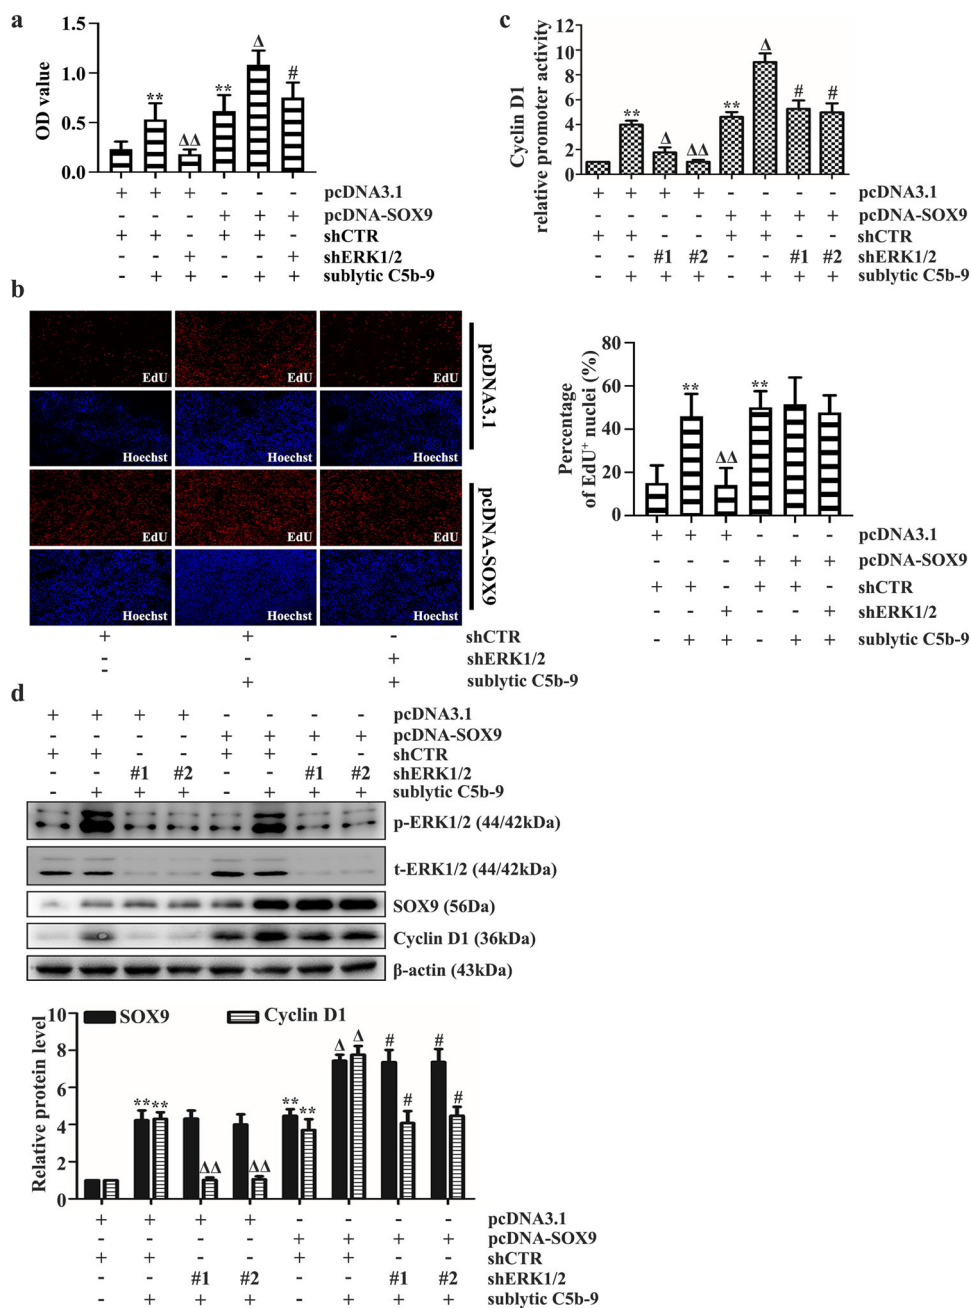 a
OD value
1.5
1.0
0.5
0.0
** ΔΔ ** Δ #
+ + + - - - pcDNA3.1
- - - + + + pcDNA-SOX9
+ + - + + - shCTR
- - + - - + shERK1/2
- + + - + + sublytic C5b-9
c
Cyclin D1
relative promoter activity
12
10
8
6
4
2
0
** Δ ΔΔ ** Δ # #
+ + + + - - - - pcDNA3.1
- - - - + + + + pcDNA-SOX9
+ + - - + + - - shCTR
- - #1 #2 - - #1 #2 shERK1/2
- + + + - + + + sublytic C5b-9
b
EdU EdU EdU
Hoechst Hoechst Hoechst
pcDNA3.1
EdU EdU EdU
Hoechst Hoechst Hoechst
pcDNA-SOX9
+ + - shCTR
- - + shERK1/2
- + + sublytic C5b-9
Percentage
of EdU+ nuclei (%)
80
60
40
20
0
** ΔΔ **
+ + + - - - pcDNA3.1
- - - + + + pcDNA-SOX9
+ + - + + - shCTR
- - + - - + shERK1/2
- + + - + + sublytic C5b-9
d
+ + + + - - - - pcDNA3.1
- - - - + + + + pcDNA-SOX9
+ + - - + + - - shCTR
- - #1 #2 - - #1 #2 shERK1/2
- + + + - + + + sublytic C5b-9
p-ERK1/2 (44/42kDa)
t-ERK1/2 (44/42kDa)
SOX9 (56Da)
Cyclin D1 (36kDa)
β-actin (43kDa)
Relative protein level
10
8
6
4
2
0
SOX9 Cyclin D1
** ** ΔΔ ΔΔ ** ** Δ Δ # # # #
+ + + + - - - - pcDNA3.1
- - - - + + + + pcDNA-SOX9
+ + - - + + - - shCTR
- - #1 #2 - - #1 #2 shERK1/2
- + + + - + + + sublytic C5b-9